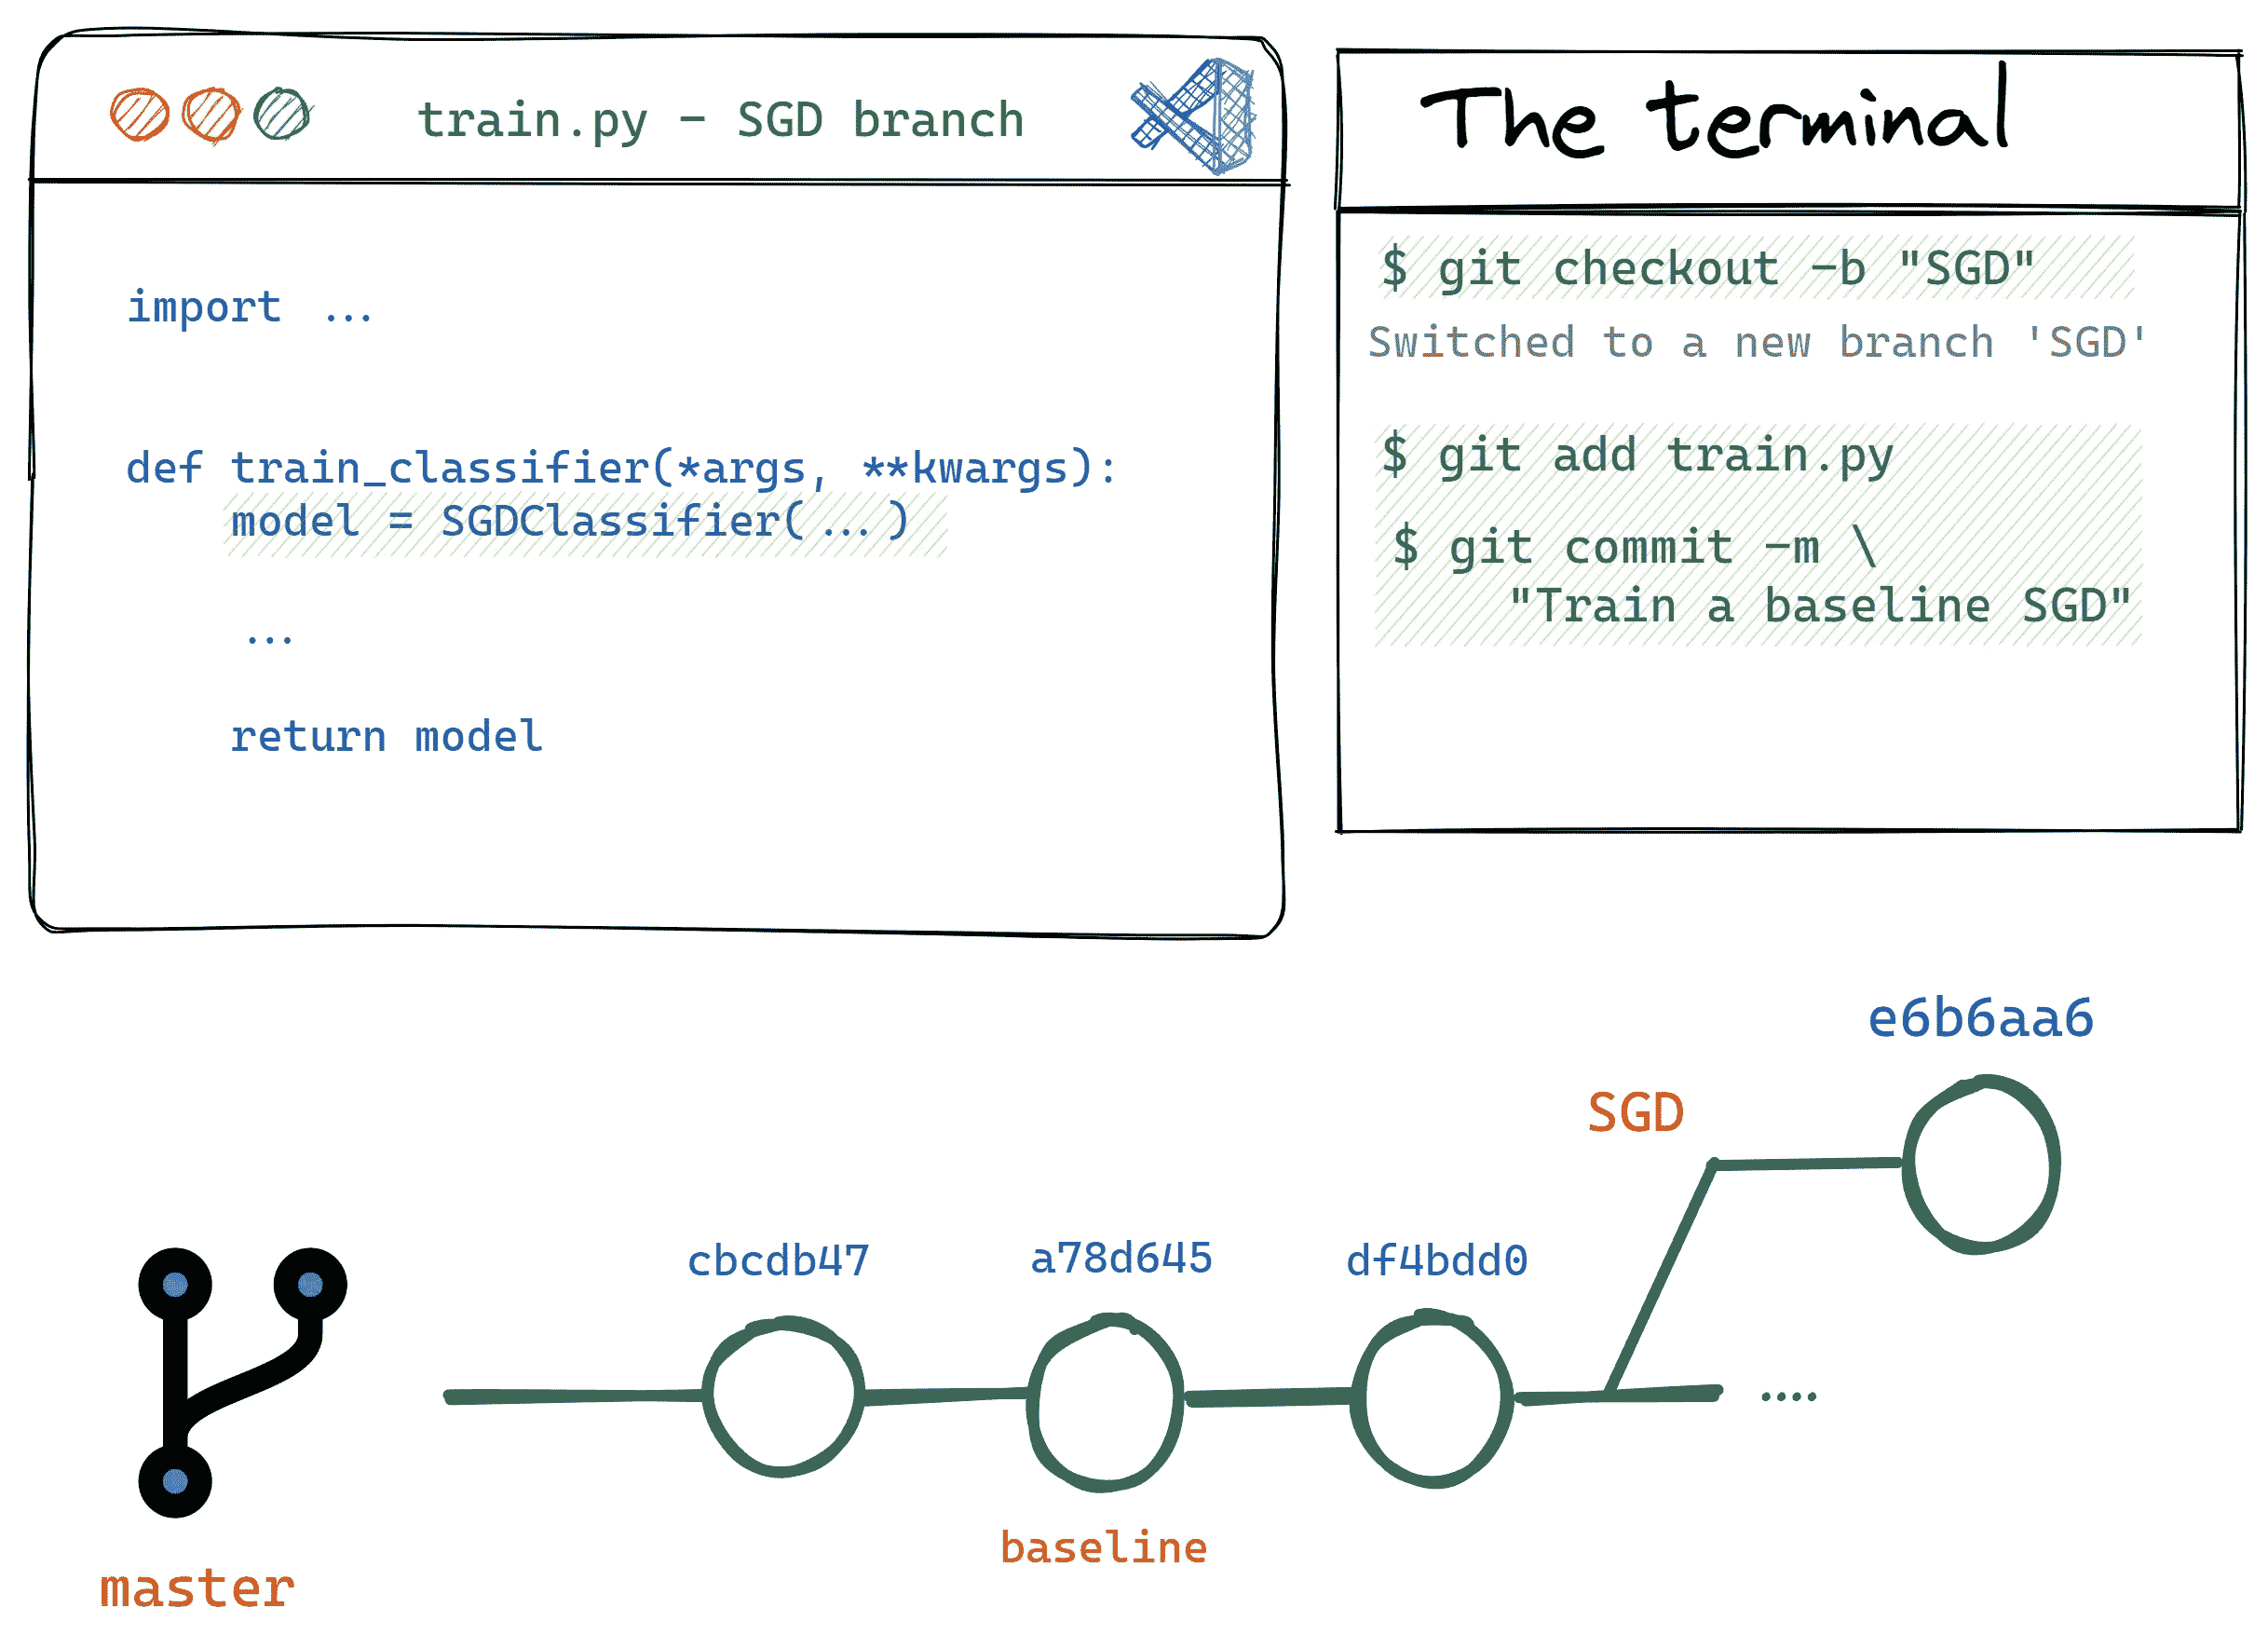 train.py - SGD branch
import ...
def train_classifier(*args, **kwargs):
model = SGDClassifier(...)
...
return model
The terminal
$ git checkout -b "SGD"
Switched to a new branch 'SGD'
$ git add train.py
$ git commit -m \
"Train a baseline SGD"
e6b6aa6
SGD
cbcdb47
a78d645
df4bdd0
....
baseline
master